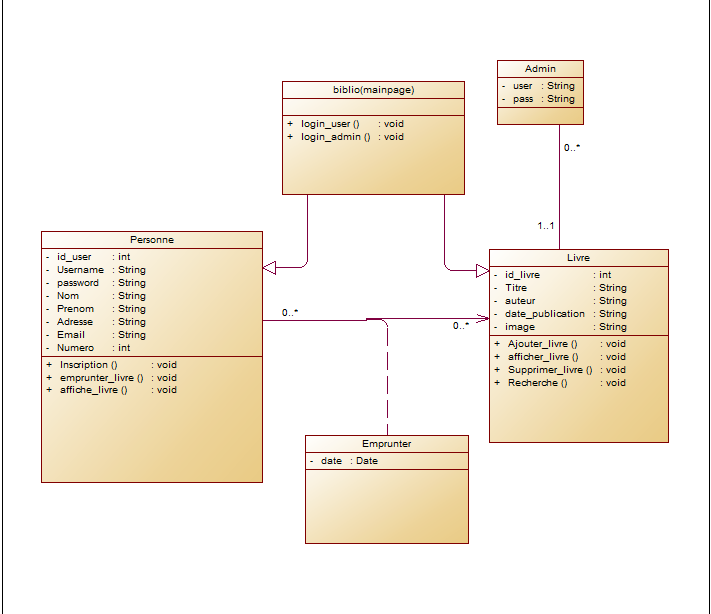 Admin
- user : String
- pass : String
biblio(mainpage)
+ login_user () : void
+ login_admin () : void
0..*
1..1
Personne
- id_user : int
- Username : String
- password : String
- Nom : String
- Prenom : String
- Adresse : String
- Email : String
- Numero : int
+ Inscription () : void
+ emprunter_livre () : void
+ affiche_livre () : void
Livre
- id_livre : int
- Titre : String
- auteur : String
- date_publication : String
- image : String
+ Ajouter_livre () : void
+ afficher_livre () : void
+ Supprimer_livre () : void
+ Recherche () : void
0..*
0..*
Emprunter
- date : Date